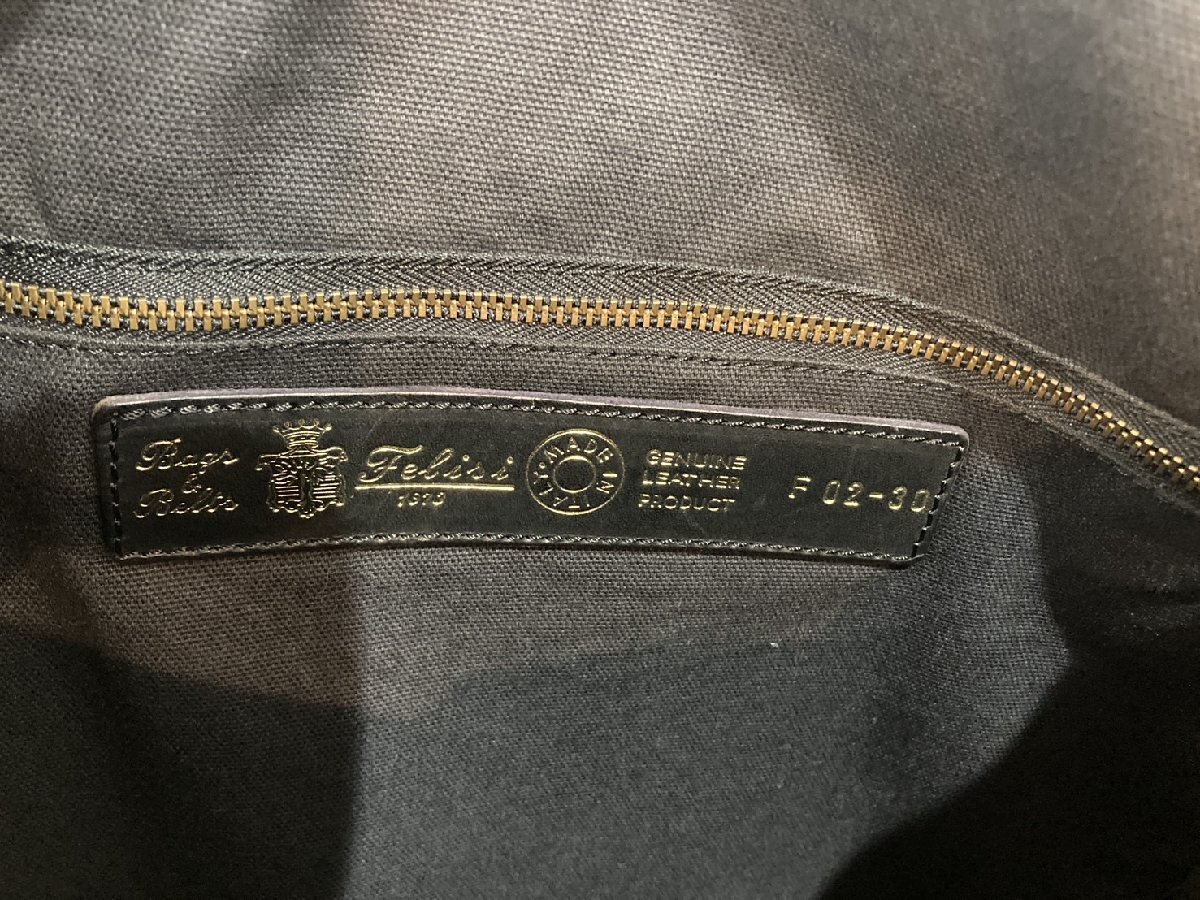 Bags
&
Belts
Felisi
1973
MADE IN ITALY
GENUINE
LEATHER
PRODUCT
F 02-30